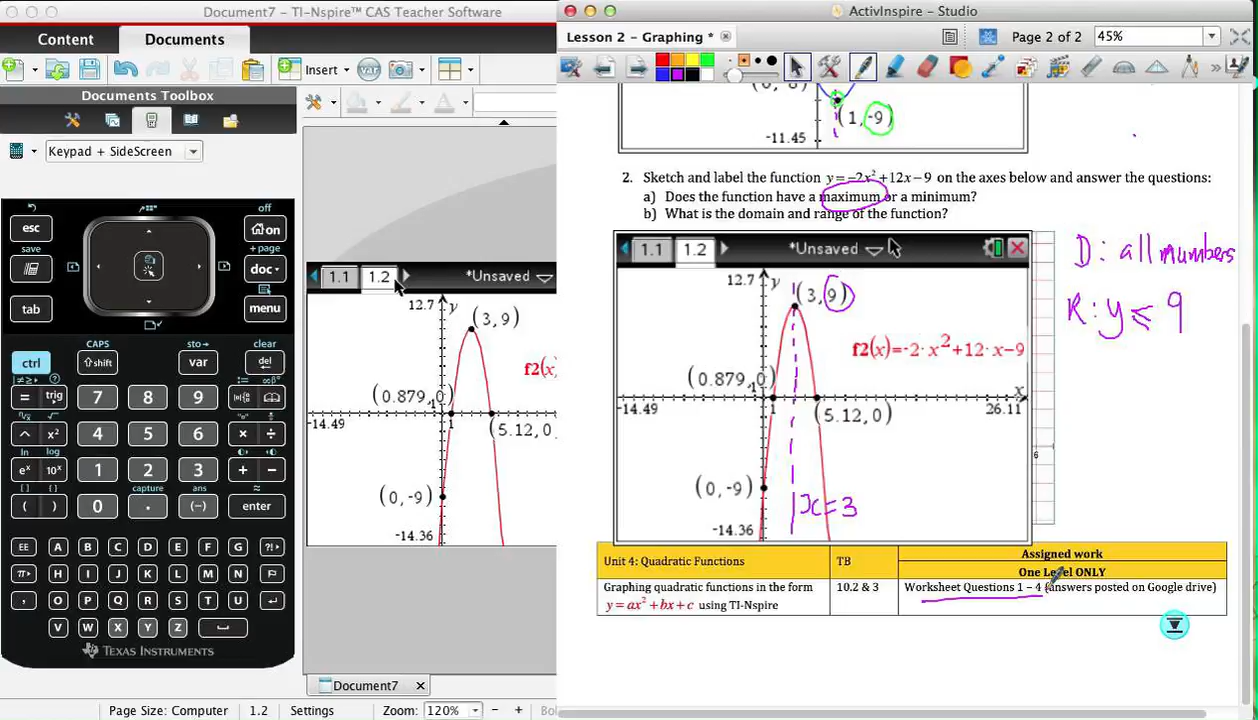 Document7 - TI-Nspire™ CAS Teacher Software
Content
Documents
Insert
var
Documents Toolbox
Keypad + SideScreen
esc
off
on
save
+ page
doc
tab
menu
CAPS
sto→
clear
ctrl
shift
var
del
= trig 7 8 9
^ x² 4 5 6 × ÷
ln log
eˣ 10ˣ 1 2 3 + −
[ ] { } capture ans ≈
( ) 0 . (−) enter
EE A B C D E F G ?!
π H I J K L M N
, O P Q R S T U
V W X Y Z
TEXAS INSTRUMENTS
1.1 1.2 *Unsaved
12.7 y
(3,9)
f2(x)
(0.879,0)
1
-14.49 1
(5.12,0)
(0,-9)
-14.36
Document7
Page Size: Computer 1.2 Settings Zoom: 120% − +
ActivInspire - Studio
Lesson 2 - Graphing *
Page 2 of 2
45%
(1,-9)
-11.45
2. Sketch and label the function y=−2x²+12x−9 on the axes below and answer the questions:
a) Does the function have a maximum or a minimum?
b) What is the domain and range of the function?
1.1 1.2 *Unsaved
12.7 y
(3,9)
f2(x)=-2·x²+12·x-9
(0.879,0)
1
x
-14.49 1 26.11
(5.12,0)
(0,-9)
x=3
-14.36
6
D: all numbers
R: y ≤ 9
Unit 4: Quadratic Functions TB Assigned work
One Level ONLY
Graphing quadratic functions in the form 10.2 & 3 Worksheet Questions 1 – 4 (answers posted on Google drive)
y=ax²+bx+c using TI-Nspire